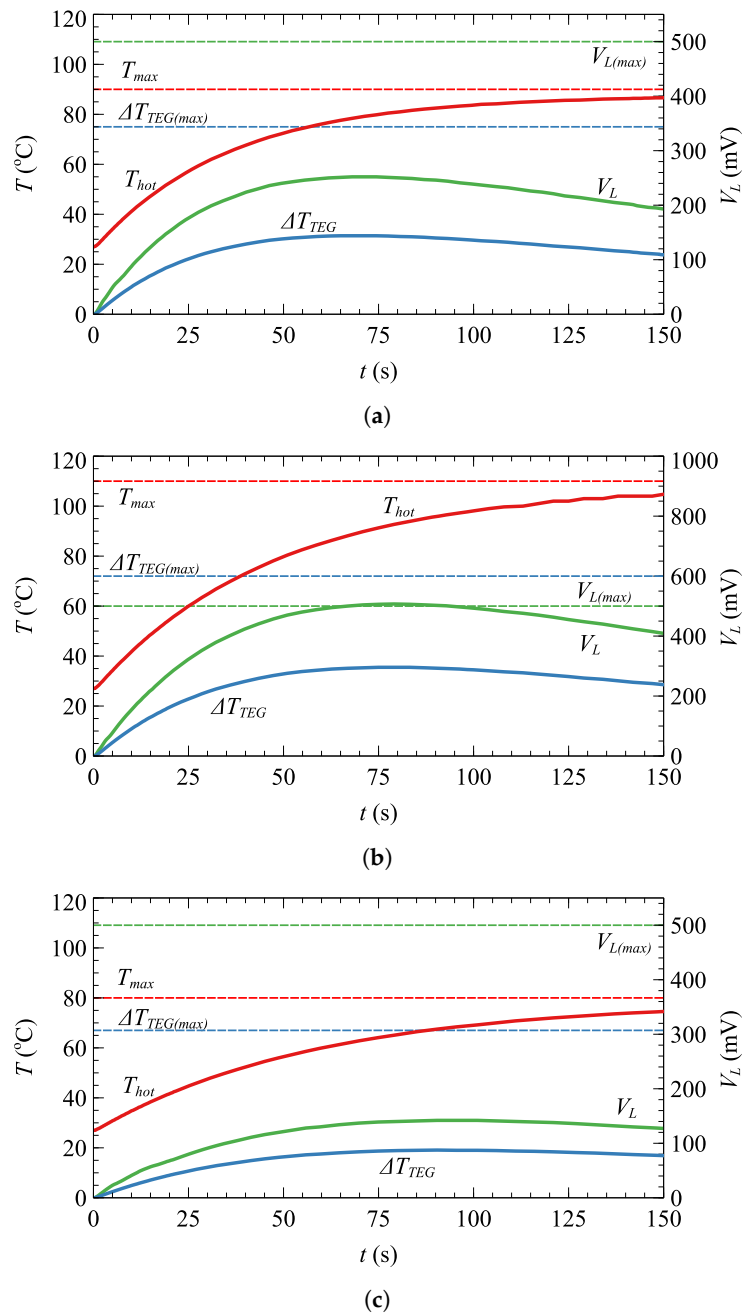 120
100
80
60
40
20
0
T (ºC)
500
400
300
200
100
0
V_L (mV)
V_L(max)
T_max
ΔT_TEG(max)
T_hot
V_L
ΔT_TEG
0 25 50 75 100 125 150
t (s)
(a)
120
100
80
60
40
20
0
T (ºC)
1000
800
600
400
200
0
V_L (mV)
T_max
T_hot
ΔT_TEG(max)
V_L(max)
V_L
ΔT_TEG
0 25 50 75 100 125 150
t (s)
(b)
120
100
80
60
40
20
0
T (ºC)
500
400
300
200
100
0
V_L (mV)
V_L(max)
T_max
ΔT_TEG(max)
T_hot
V_L
ΔT_TEG
0 25 50 75 100 125 150
t (s)
(c)